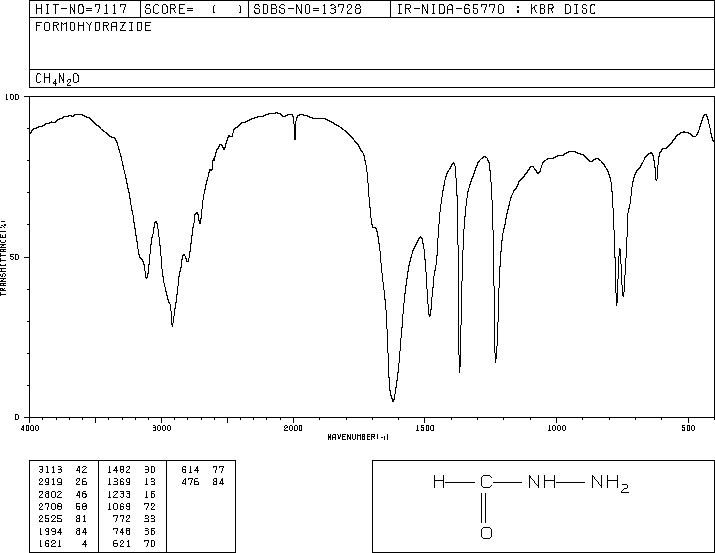 HIT-NO=7117 SCORE= ( ) SDBS-NO=13728 IR-NIDA-65770 : KBR DISC
FORMOHYDRAZIDE
CH4N2O
100
50
0
TRANSMITTANCE(%)
4000 3000 2000 1500 1000 500
WAVENUMBER(-1)
3113 42 1482 30 614 77
2919 26 1369 13 476 84
2802 46 1233 16
2708 60 1069 72
2525 81 772 33
1994 84 748 36
1621 4 621 70
H C NH NH2
O